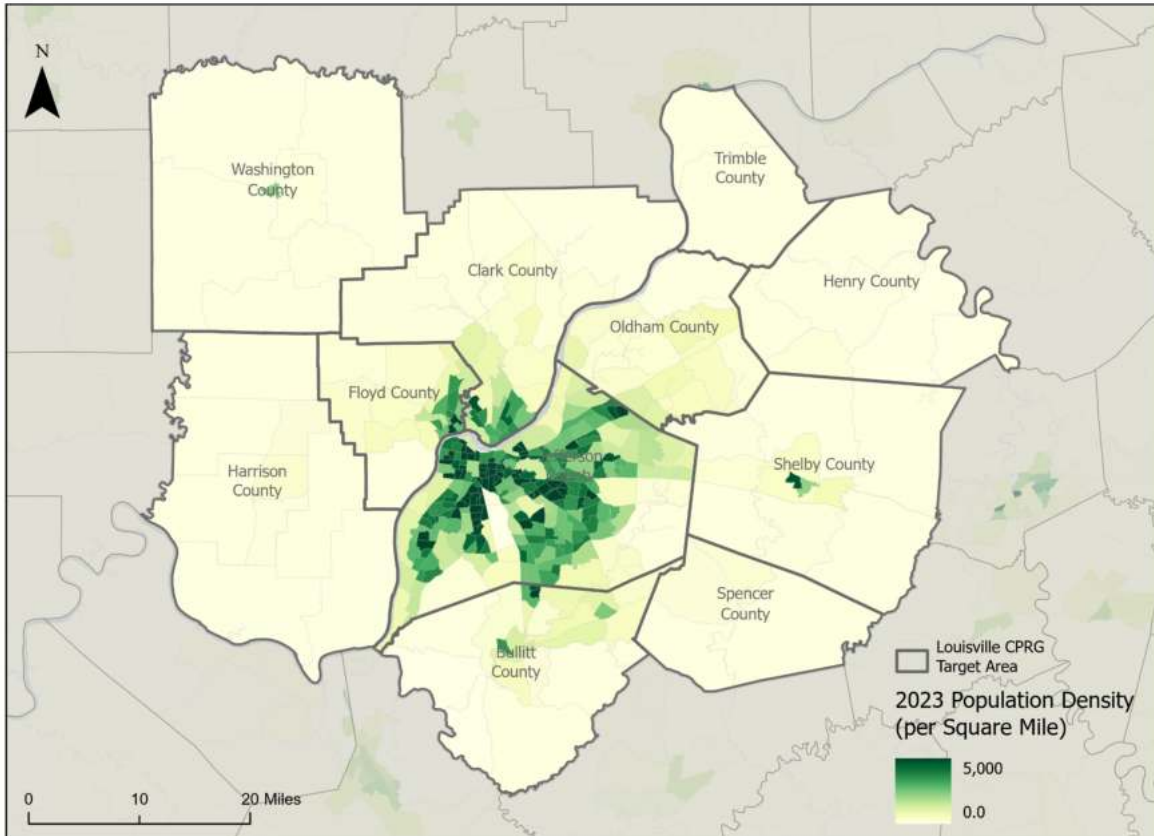 N
Washington
County
Trimble
County
Clark County
Henry County
Oldham County
Floyd County
Harrison
County
Shelby County
Spencer
County
Bullitt
County
Louisville CPRG
Target Area
2023 Population Density
(per Square Mile)
5,000
0.0
0
10
20 Miles